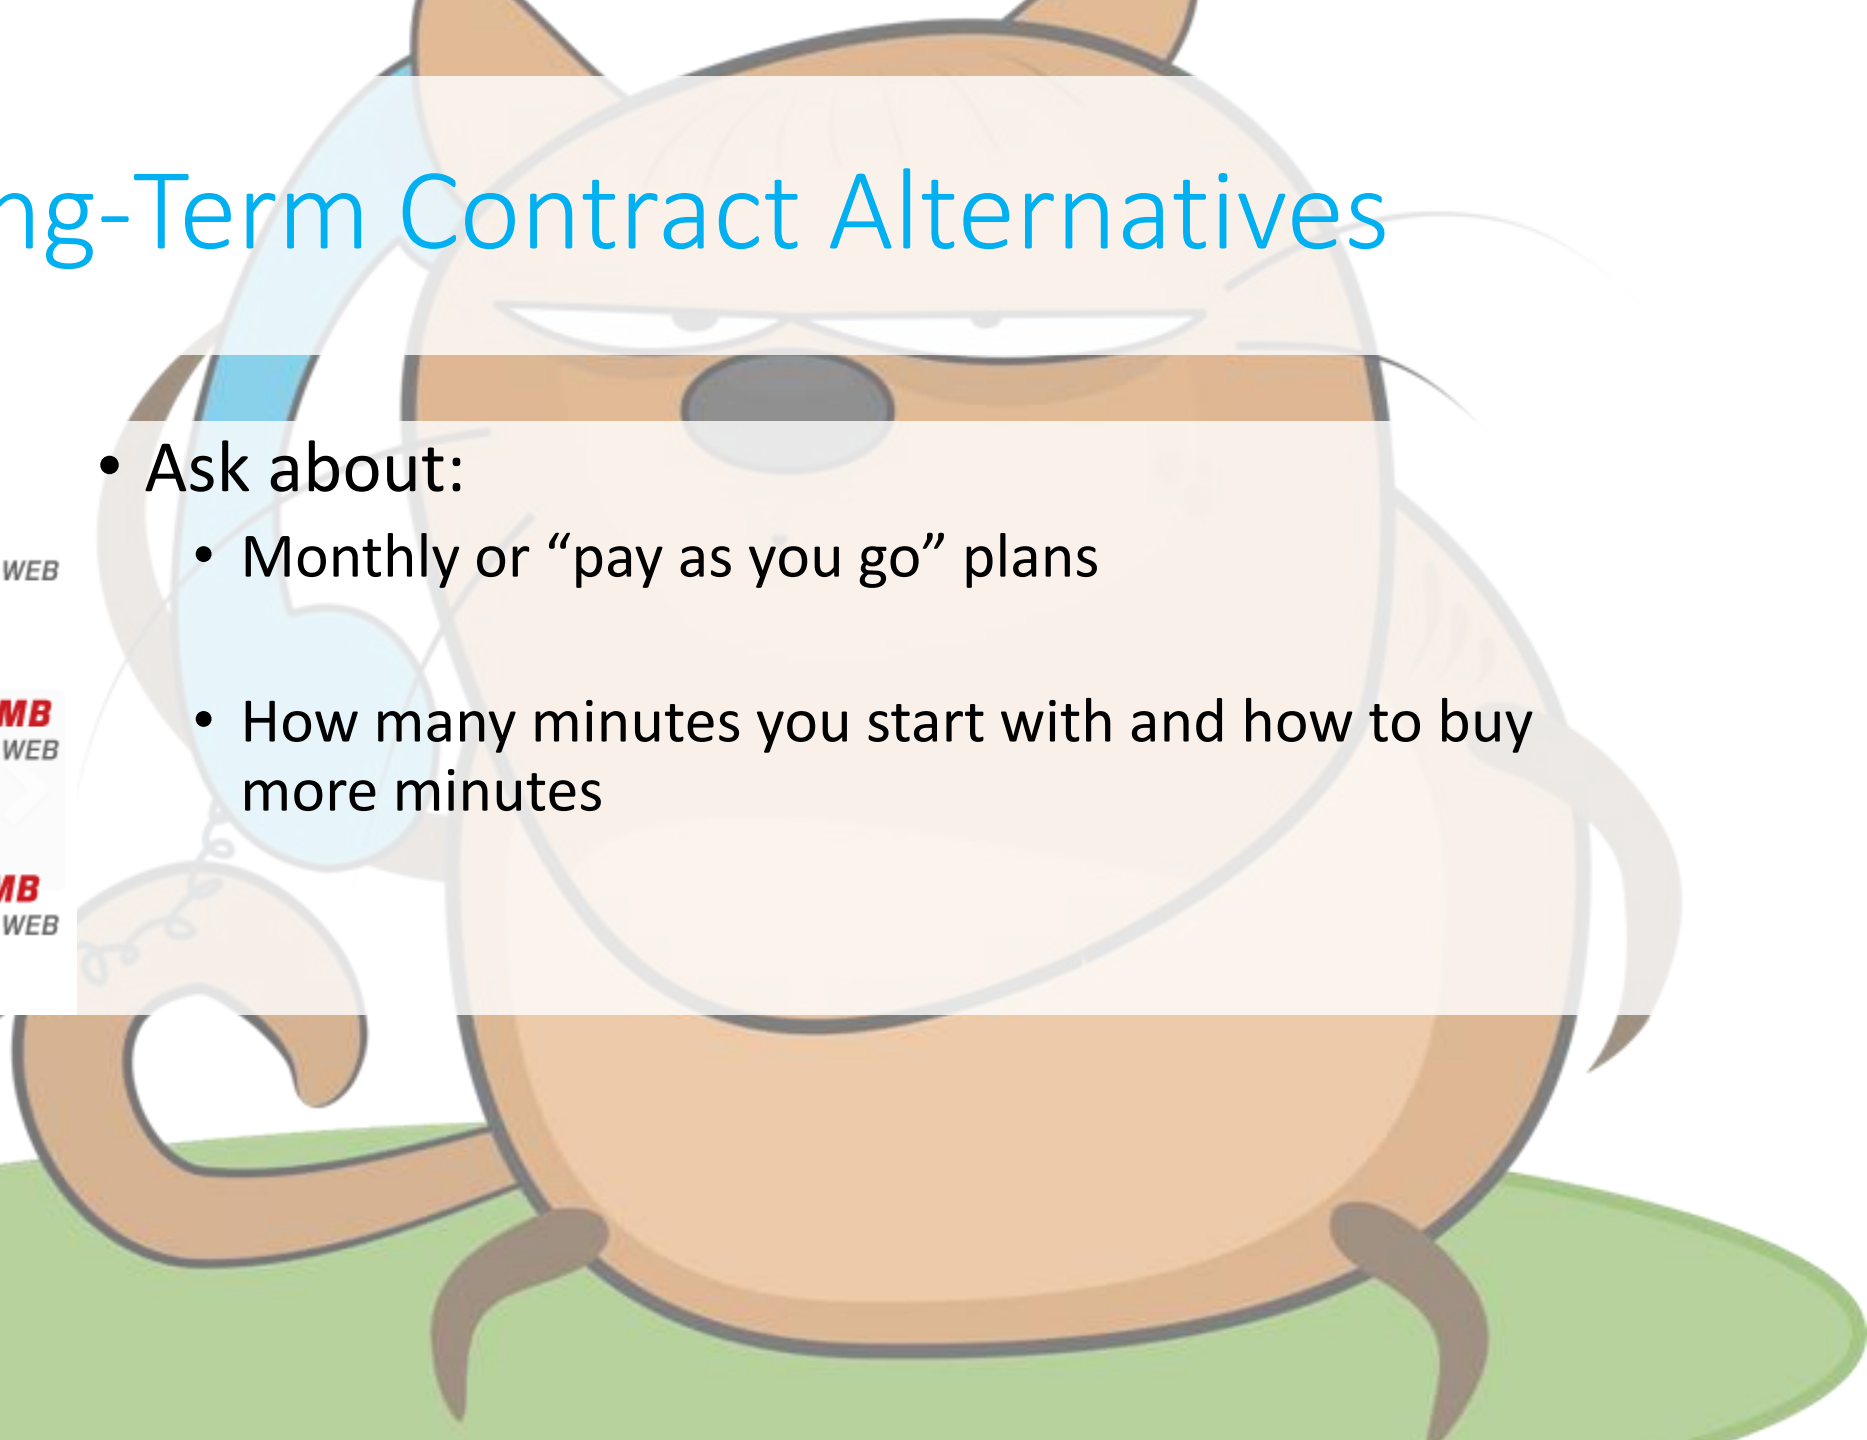 ng-Term Contract Alternatives
• Ask about:
• Monthly or “pay as you go” plans
WEB
• How many minutes you start with and how to buy
more minutes
MB
WEB
MB
WEB